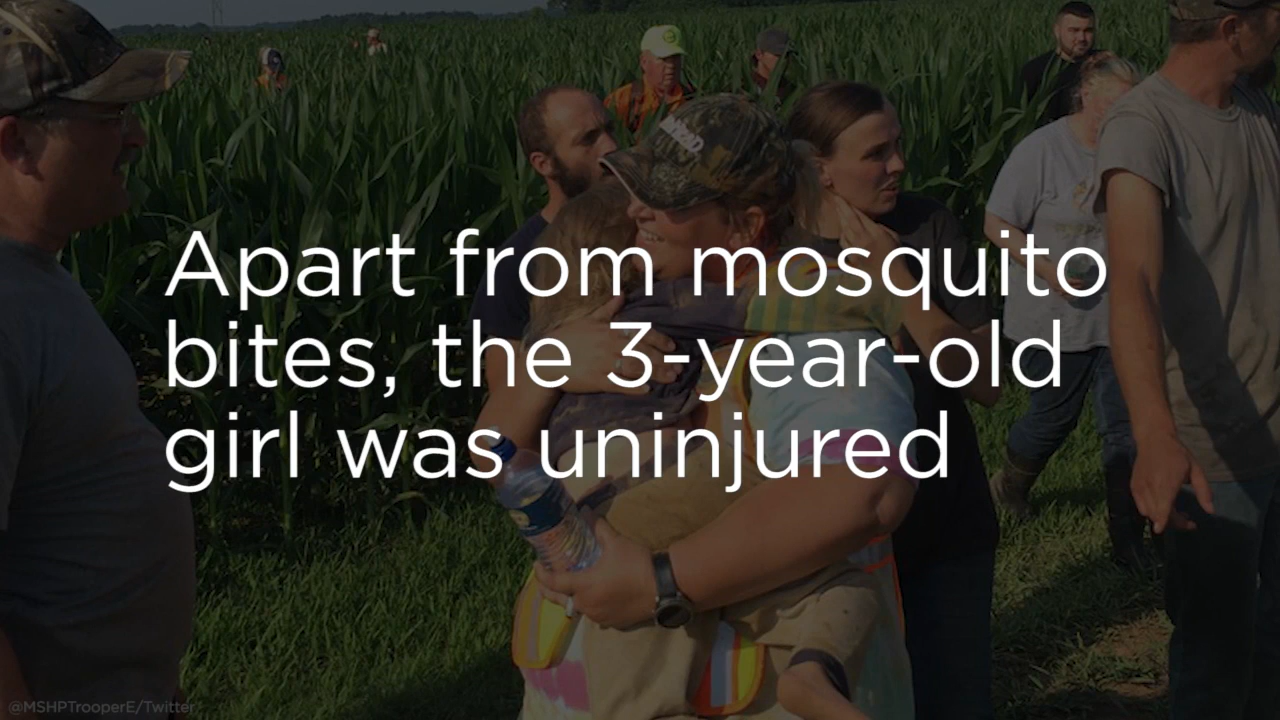 Apart from mosquito
bites, the 3-year-old
girl was uninjured
@MSHPTrooperE/Twitter